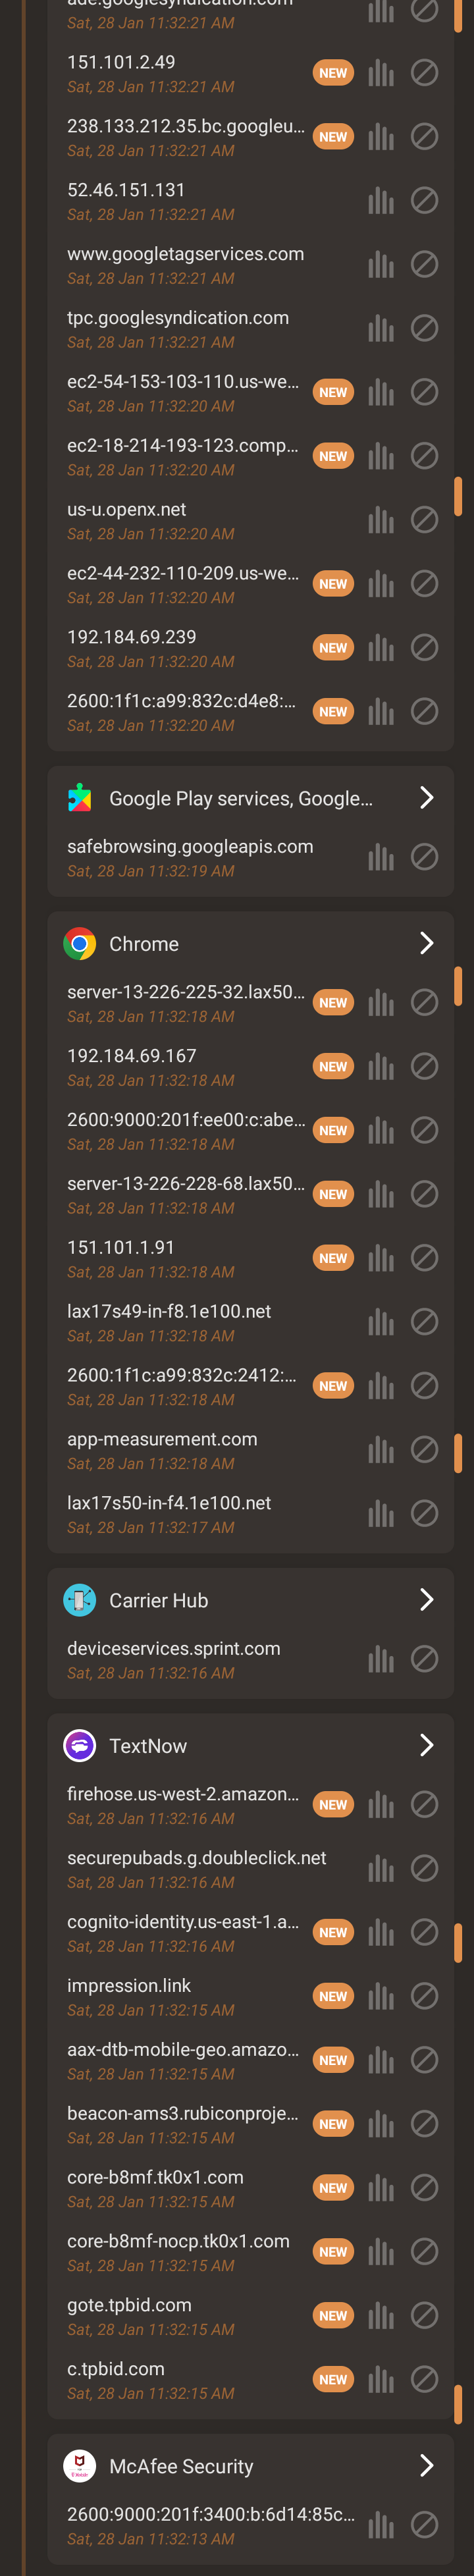 ade.googlesyndication.com
Sat, 28 Jan 11:32:21 AM
151.101.2.49
NEW
Sat, 28 Jan 11:32:21 AM
238.133.212.35.bc.googleu...
NEW
Sat, 28 Jan 11:32:21 AM
52.46.151.131
Sat, 28 Jan 11:32:21 AM
www.googletagservices.com
Sat, 28 Jan 11:32:21 AM
tpc.googlesyndication.com
Sat, 28 Jan 11:32:21 AM
ec2-54-153-103-110.us-we...
NEW
Sat, 28 Jan 11:32:20 AM
ec2-18-214-193-123.comp...
NEW
Sat, 28 Jan 11:32:20 AM
us-u.openx.net
Sat, 28 Jan 11:32:20 AM
ec2-44-232-110-209.us-we...
NEW
Sat, 28 Jan 11:32:20 AM
192.184.69.239
NEW
Sat, 28 Jan 11:32:20 AM
2600:1f1c:a99:832c:d4e8:...
NEW
Sat, 28 Jan 11:32:20 AM
Google Play services, Google...
safebrowsing.googleapis.com
Sat, 28 Jan 11:32:19 AM
Chrome
server-13-226-225-32.lax50...
NEW
Sat, 28 Jan 11:32:18 AM
192.184.69.167
NEW
Sat, 28 Jan 11:32:18 AM
2600:9000:201f:ee00:c:abe...
NEW
Sat, 28 Jan 11:32:18 AM
server-13-226-228-68.lax50...
NEW
Sat, 28 Jan 11:32:18 AM
151.101.1.91
NEW
Sat, 28 Jan 11:32:18 AM
lax17s49-in-f8.1e100.net
Sat, 28 Jan 11:32:18 AM
2600:1f1c:a99:832c:2412:...
NEW
Sat, 28 Jan 11:32:18 AM
app-measurement.com
Sat, 28 Jan 11:32:18 AM
lax17s50-in-f4.1e100.net
Sat, 28 Jan 11:32:17 AM
Carrier Hub
deviceservices.sprint.com
Sat, 28 Jan 11:32:16 AM
TextNow
firehose.us-west-2.amazon...
NEW
Sat, 28 Jan 11:32:16 AM
securepubads.g.doubleclick.net
Sat, 28 Jan 11:32:16 AM
cognito-identity.us-east-1.a...
NEW
Sat, 28 Jan 11:32:16 AM
impression.link
NEW
Sat, 28 Jan 11:32:15 AM
aax-dtb-mobile-geo.amazo...
NEW
Sat, 28 Jan 11:32:15 AM
beacon-ams3.rubiconproje...
NEW
Sat, 28 Jan 11:32:15 AM
core-b8mf.tk0x1.com
NEW
Sat, 28 Jan 11:32:15 AM
core-b8mf-nocp.tk0x1.com
NEW
Sat, 28 Jan 11:32:15 AM
gote.tpbid.com
NEW
Sat, 28 Jan 11:32:15 AM
c.tpbid.com
NEW
Sat, 28 Jan 11:32:15 AM
McAfee Security
2600:9000:201f:3400:b:6d14:85c...
Sat, 28 Jan 11:32:13 AM